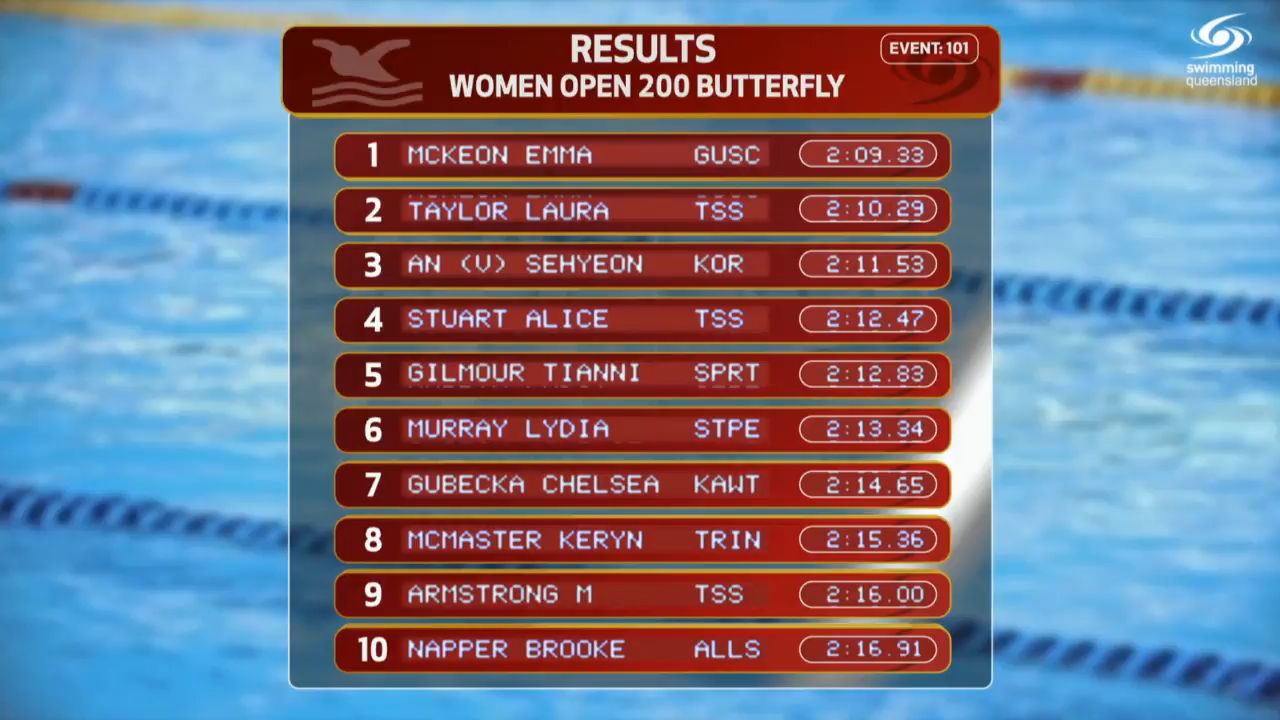 RESULTS
EVENT: 101
WOMEN OPEN 200 BUTTERFLY
swimming
queensland
1 MCKEON EMMA GUSC 2:09.33
2 TAYLOR LAURA TSS 2:10.29
3 AN (V) SEHYEON KOR 2:11.53
4 STUART ALICE TSS 2:12.47
5 GILMOUR TIANNI SPRT 2:12.83
6 MURRAY LYDIA STPE 2:13.34
7 GUBECKA CHELSEA KAWT 2:14.65
8 MCMASTER KERYN TRIN 2:15.36
9 ARMSTRONG M TSS 2:16.00
10 NAPPER BROOKE ALLS 2:16.91